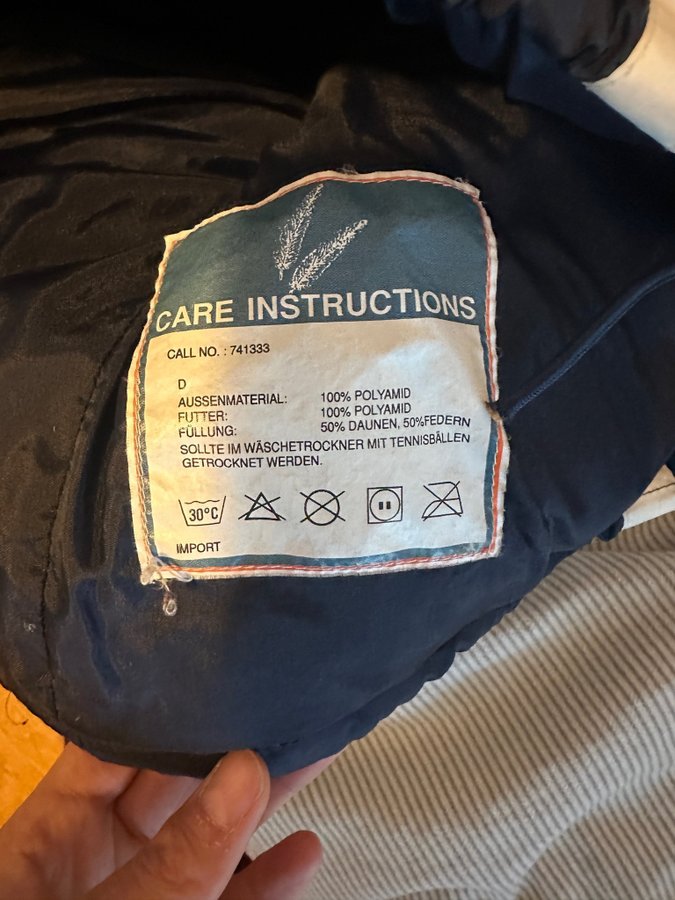 CARE INSTRUCTIONS
CALL NO. : 741333
D
AUSSENMATERIAL: 100% POLYAMID
FUTTER: 100% POLYAMID
FÜLLUNG: 50% DAUNEN, 50%FEDERN
SOLLTE IM WÄSCHETROCKNER MIT TENNISBÄLLEN
GETROCKNET WERDEN.
30°C
IMPORT